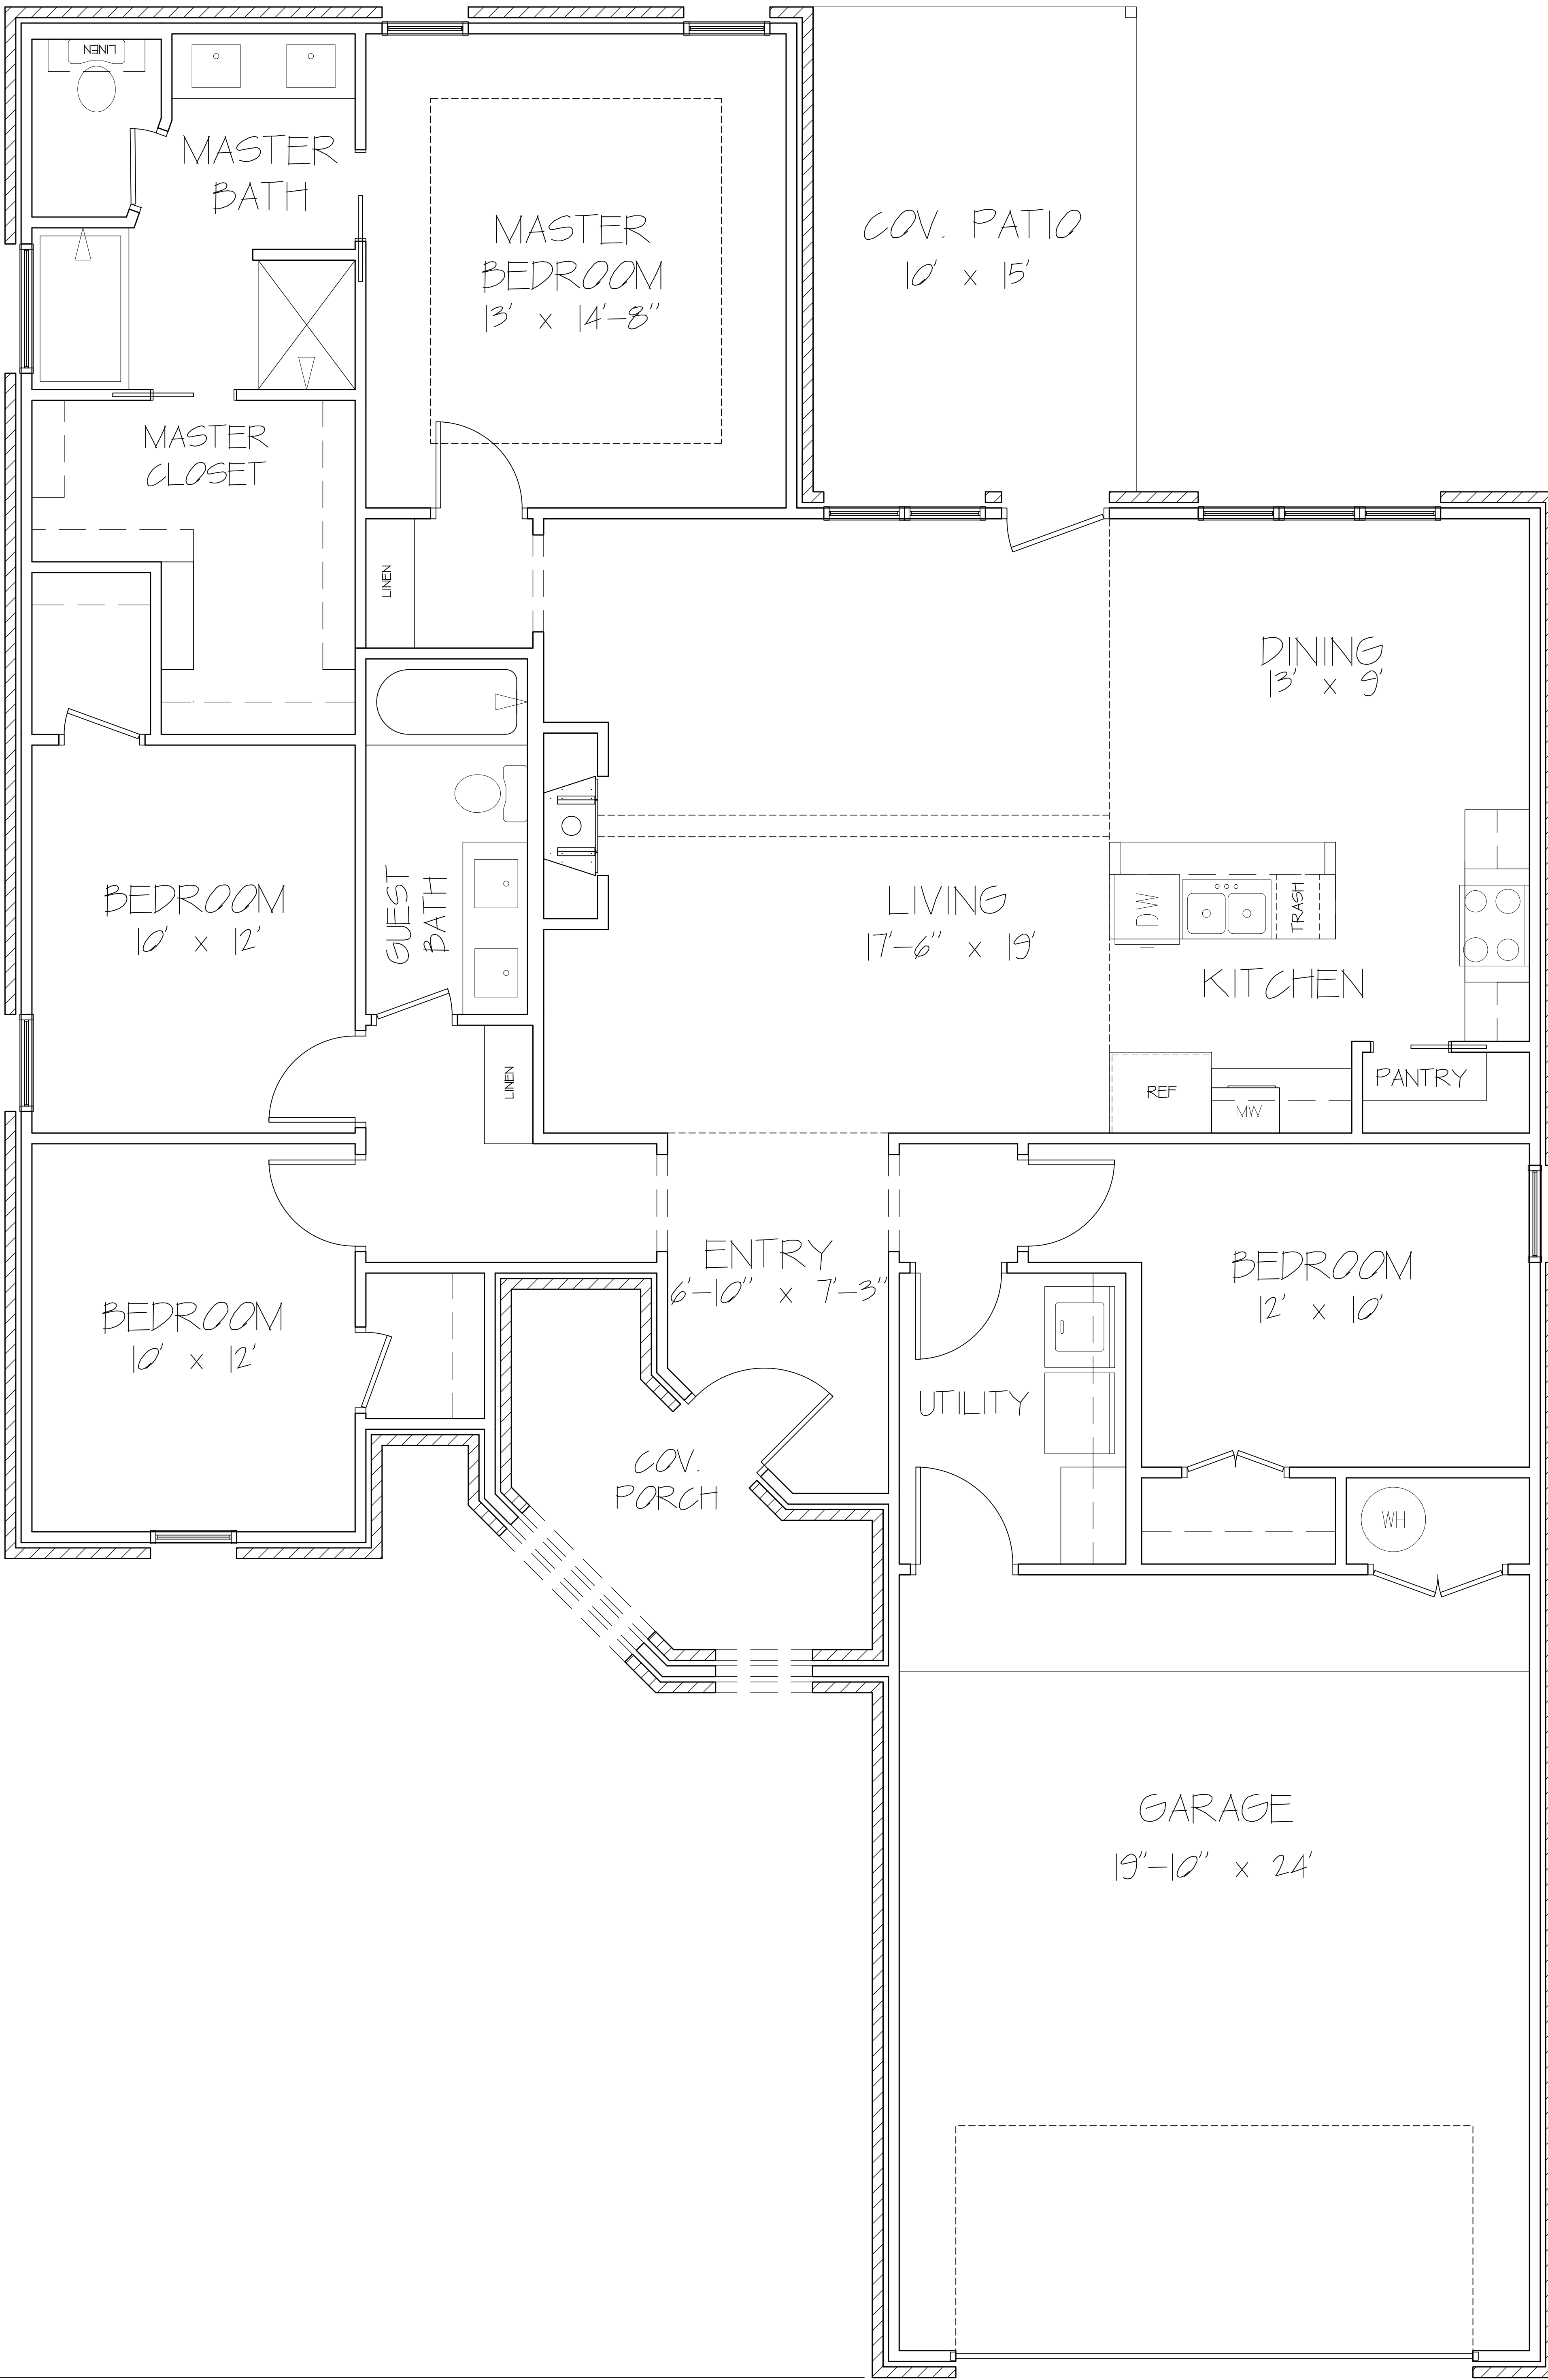 LINEN
MASTER
BATH
MASTER
BEDROOM
13' x 14'-8"
COV. PATIO
10' x 15'
MASTER
CLOSET
LINEN
DINING
13' x 9'
BEDROOM
10' x 12'
GUEST
BATH
LIVING
17'-6" x 19'
DW
TRASH
KITCHEN
LINEN
REF
MW
PANTRY
ENTRY
6'-10" x 7'-3"
BEDROOM
12' x 10'
BEDROOM
10' x 12'
UTILITY
COV.
PORCH
WH
GARAGE
19"-10" x 24'